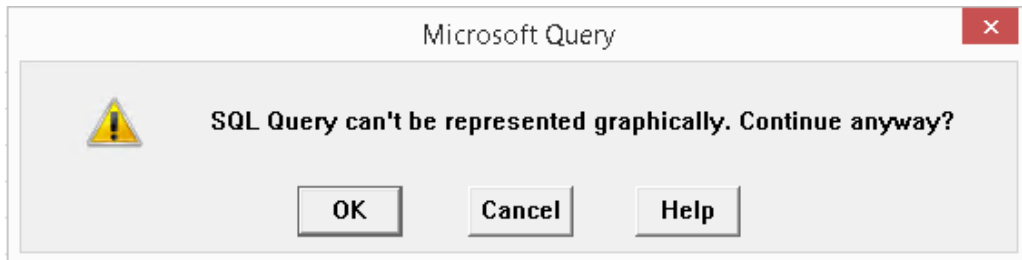 Microsoft Query
SQL Query can't be represented graphically. Continue anyway?
OK
Cancel
Help